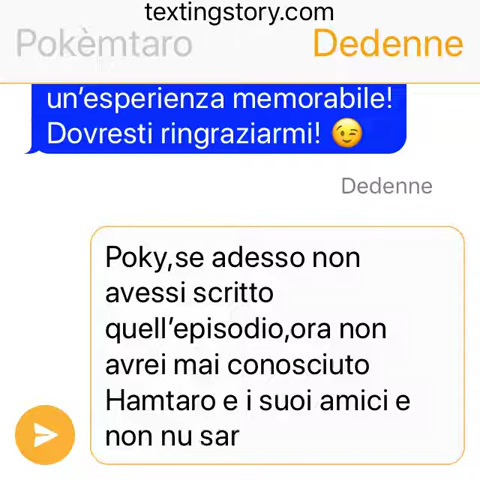 textingstory.com
Pokèmtaro Dedenne
un’esperienza memorabile!
Dovresti ringraziarmi! 😉
Dedenne
Poky,se adesso non
avessi scritto
quell’episodio,ora non
avrei mai conosciuto
Hamtaro e i suoi amici e
non nu sar